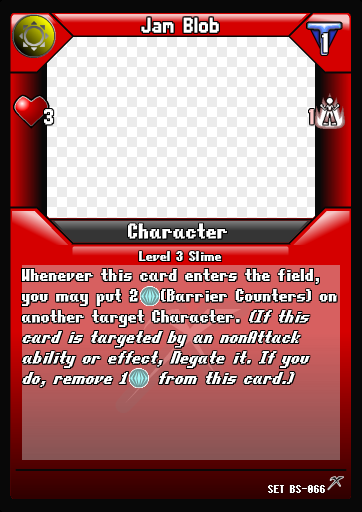 Jam Blob
1
3
1
Character
Level 3 Slime
Whenever this card enters the field,
you may put 2 (Barrier Counters) on
another target Character. (If this
card is targeted by an nonAttack
ability or effect, Negate it. If you
do, remove 1 from this card.)
SET BS-066